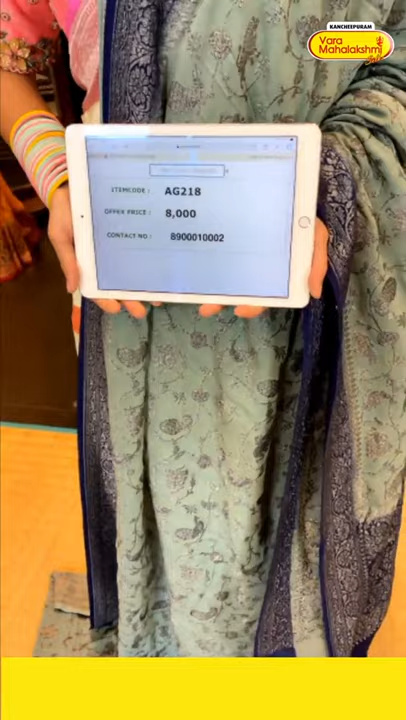 KANCHEEPURAM
Vara
Mahalakshmi
Silks
ITEMCODE : AG218
OFFER PRICE : 8,000
CONTACT NO : 8900010002